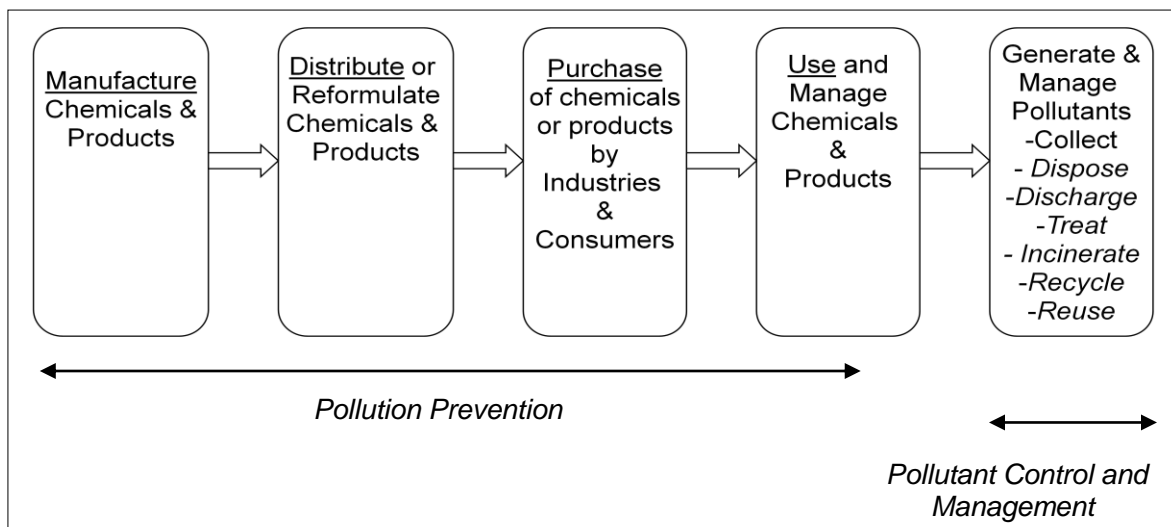 Manufacture
Chemicals &
Products
Distribute or
Reformulate
Chemicals &
Products
Purchase
of chemicals
or products
by
Industries
&
Consumers
Use and
Manage
Chemicals
&
Products
Generate &
Manage
Pollutants
-Collect
- Dispose
-Discharge
-Treat
- Incinerate
-Recycle
-Reuse
Pollution Prevention
Pollutant Control and
Management